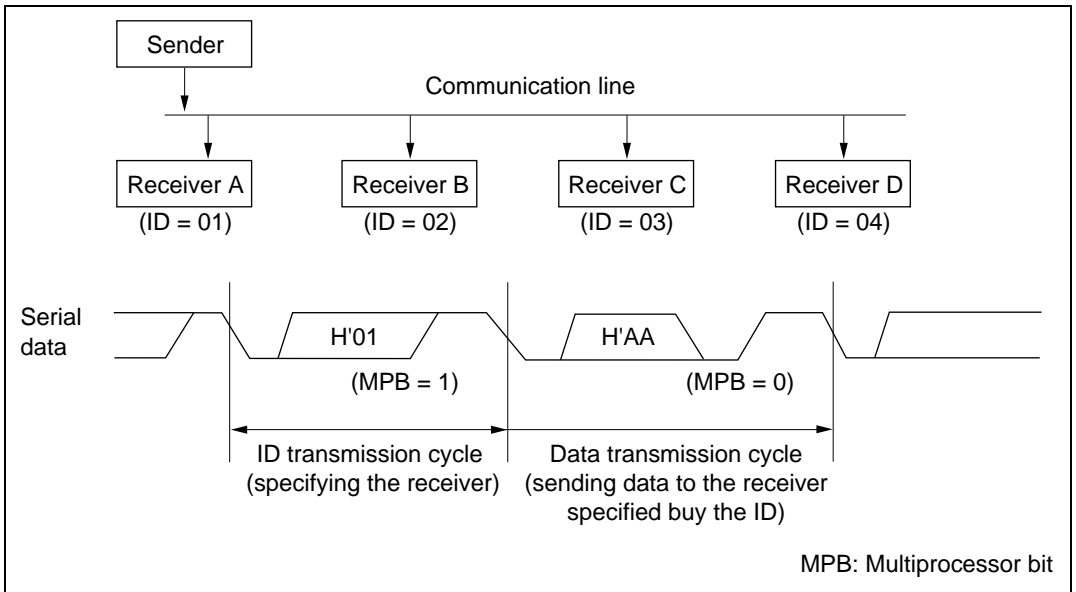 Sender
Communication line
Receiver A
Receiver B
Receiver C
Receiver D
(ID = 01)
(ID = 02)
(ID = 03)
(ID = 04)
Serial
data
H'01
H'AA
(MPB = 1)
(MPB = 0)
ID transmission cycle
(specifying the receiver)
Data transmission cycle
(sending data to the receiver
specified buy the ID)
MPB: Multiprocessor bit